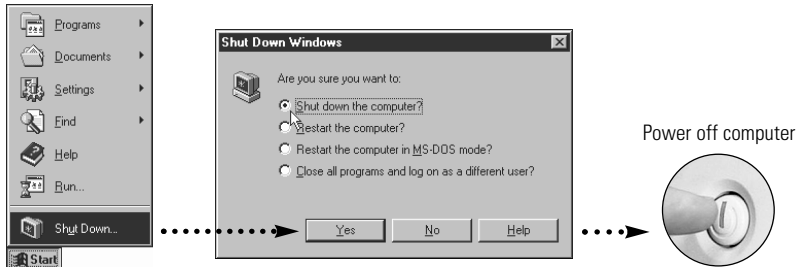 Programs
Documents
Settings
Find
Help
Run...
Shut Down...
Start
Shut Down Windows
Are you sure you want to:
Shut down the computer?
Restart the computer?
Restart the computer in MS-DOS mode?
Close all programs and log on as a different user?
Yes
No
Help
Power off computer